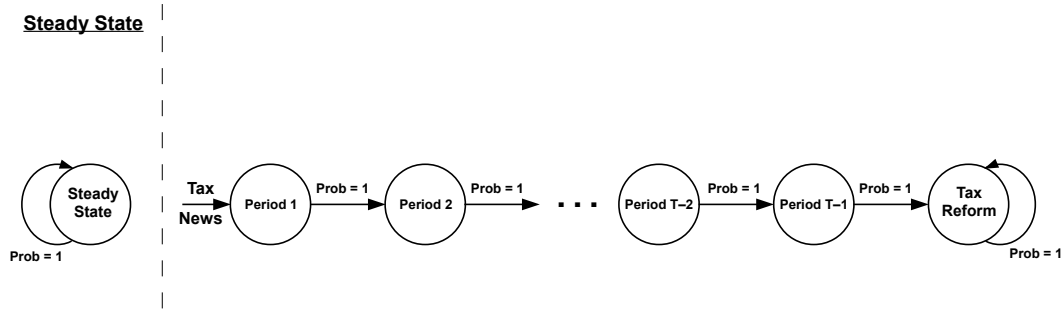 Steady State
Steady
State
Prob = 1
Tax
News
Period 1
Prob = 1
Period 2
Prob = 1
. . .
Period T–2
Prob = 1
Period T–1
Prob = 1
Tax
Reform
Prob = 1